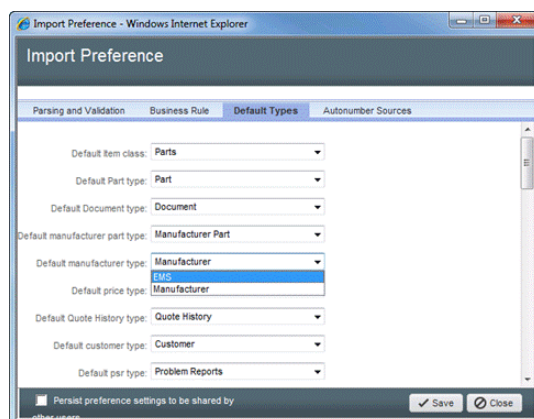 Import Preference - Windows Internet Explorer
Import Preference
Parsing and Validation Business Rule Default Types Autonumber Sources
Default Item class: Parts
Default Part type: Part
Default Document type: Document
Default manufacturer part type: Manufacturer Part
Default manufacturer type: Manufacturer
EMS
Default price type: Manufacturer
Default Quote History type: Quote History
Default customer type: Customer
Default psr type: Problem Reports
Persist preference settings to be shared by
other users
Save Close